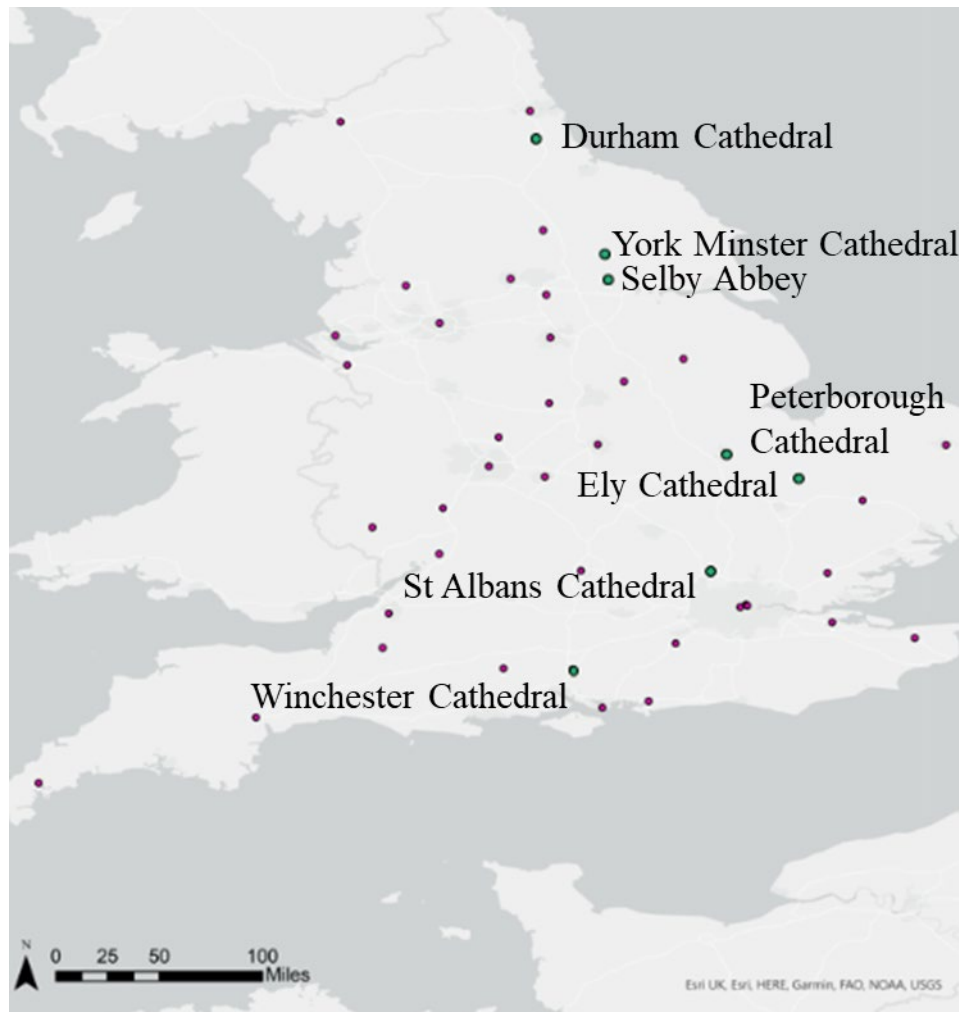 Durham Cathedral
York Minster Cathedral
Selby Abbey
Peterborough
Cathedral
Ely Cathedral
St Albans Cathedral
Winchester Cathedral
N
0 25 50 100
Miles
Esri UK, Esri, HERE, Garmin, FAO, NOAA, USGS